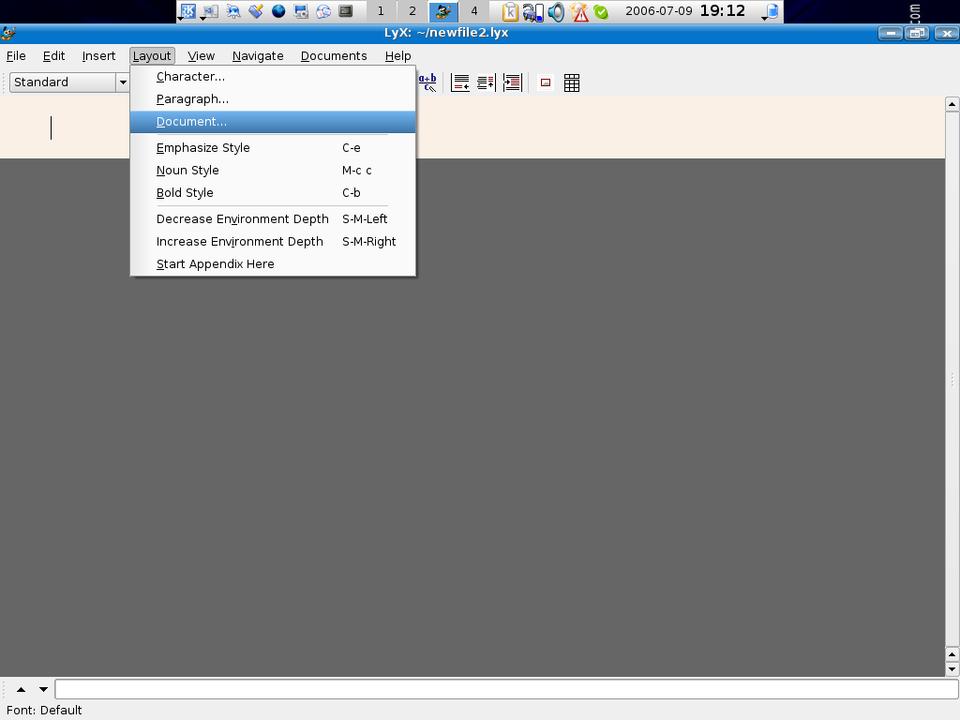 1 2 4 2006-07-09 19:12
com
LyX: ~/newfile2.lyx
File Edit Insert Layout View Navigate Documents Help
Standard
Character...
Paragraph...
Document...
Emphasize Style C-e
Noun Style M-c c
Bold Style C-b
Decrease Environment Depth S-M-Left
Increase Environment Depth S-M-Right
Start Appendix Here
Font: Default